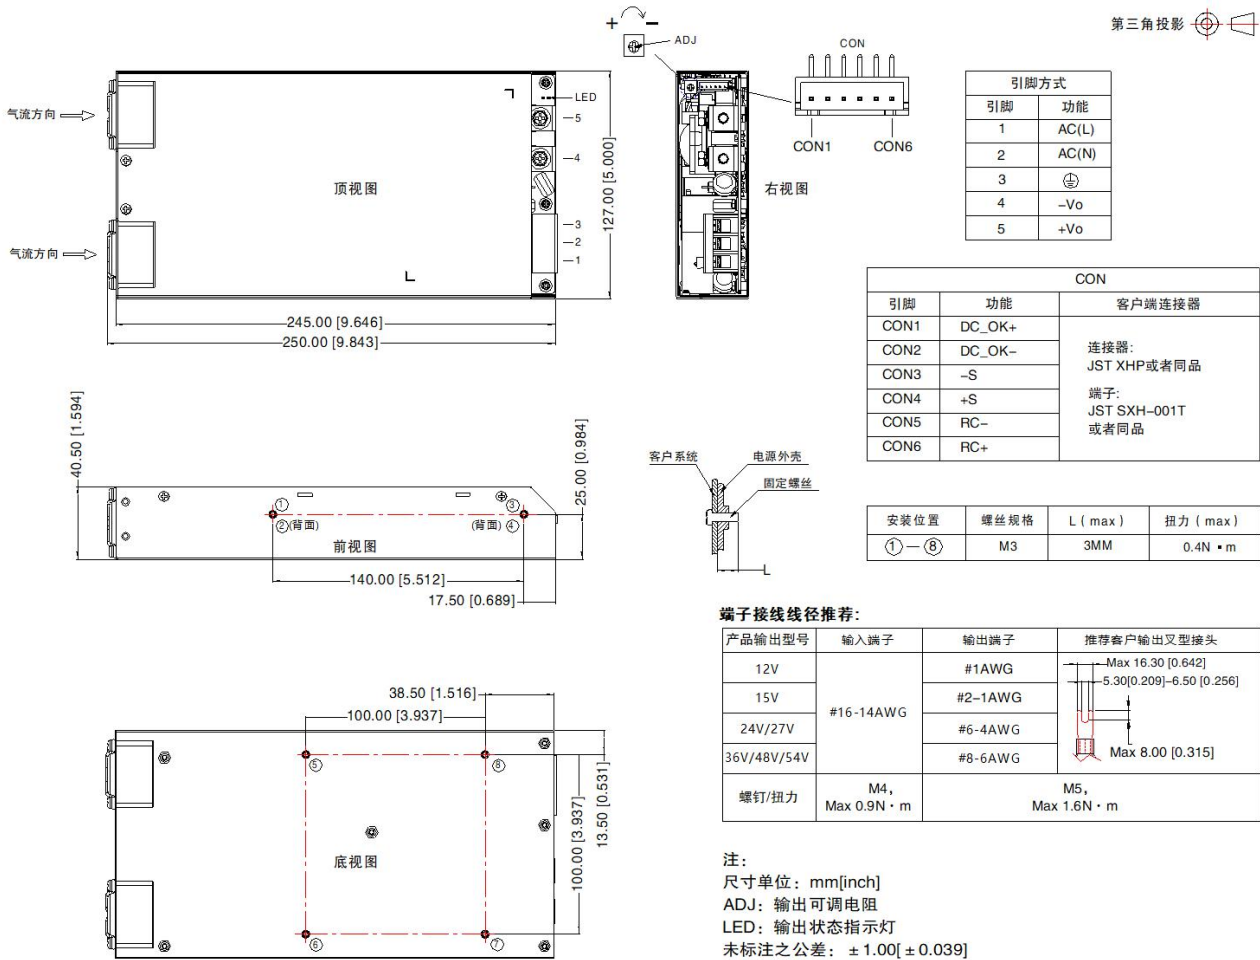 第三角投影
+ −
ADJ
CON
CON1 CON6
气流方向
气流方向
顶视图
LED
5
4
3
2
1
127.00 [5.000]
245.00 [9.646]
250.00 [9.843]
右视图
引脚方式
引脚 功能
1 AC(L)
2 AC(N)
3
4 −Vo
5 +Vo
CON
引脚 功能 客户端连接器
CON1 DC_OK+
CON2 DC_OK−
CON3 −S
CON4 +S
CON5 RC−
CON6 RC+
连接器:
JST XHP或者同品
端子:
JST SXH−001T
或者同品
40.50 [1.594]
25.00 [0.984]
① ③
②(背面) (背面)④
前视图
140.00 [5.512]
17.50 [0.689]
客户系统 电源外壳
固定螺丝
L
安装位置 螺丝规格 L ( max ) 扭力 ( max )
①—⑧ M3 3MM 0.4N ▪ m
端子接线线径推荐:
产品输出型号 输入端子 输出端子 推荐客户输出叉型接头
12V #16-14AWG #1AWG
15V #2−1AWG
24V/27V #6-4AWG
36V/48V/54V #8-6AWG
Max 16.30 [0.642]
5.30[0.209]−6.50 [0.256]
Max 8.00 [0.315]
螺钉/扭力 M4, M5,
Max 0.9N · m Max 1.6N · m
38.50 [1.516]
100.00 [3.937]
⑤ ⑧
100.00 [3.937]
13.50 [0.531]
底视图
⑥ ⑦
注:
尺寸单位: mm[inch]
ADJ: 输出可调电阻
LED: 输出状态指示灯
未标注之公差: ±1.00[±0.039]